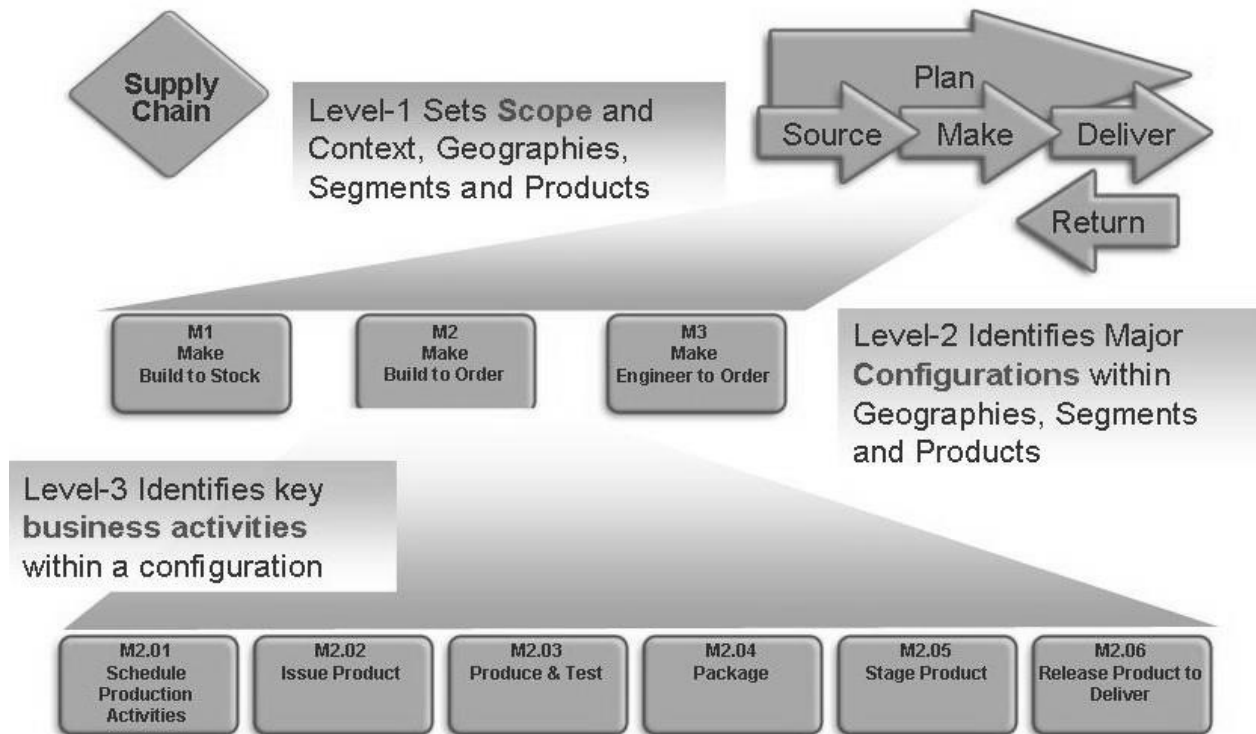 Supply
Chain
Level-1 Sets Scope and
Context, Geographies,
Segments and Products
Plan
Source
Make
Deliver
Return
M1
Make
Build to Stock
M2
Make
Build to Order
M3
Make
Engineer to Order
Level-2 Identifies Major
Configurations within
Geographies, Segments
and Products
Level-3 Identifies key
business activities
within a configuration
M2.01
Schedule
Production
Activities
M2.02
Issue Product
M2.03
Produce & Test
M2.04
Package
M2.05
Stage Product
M2.06
Release Product to
Deliver